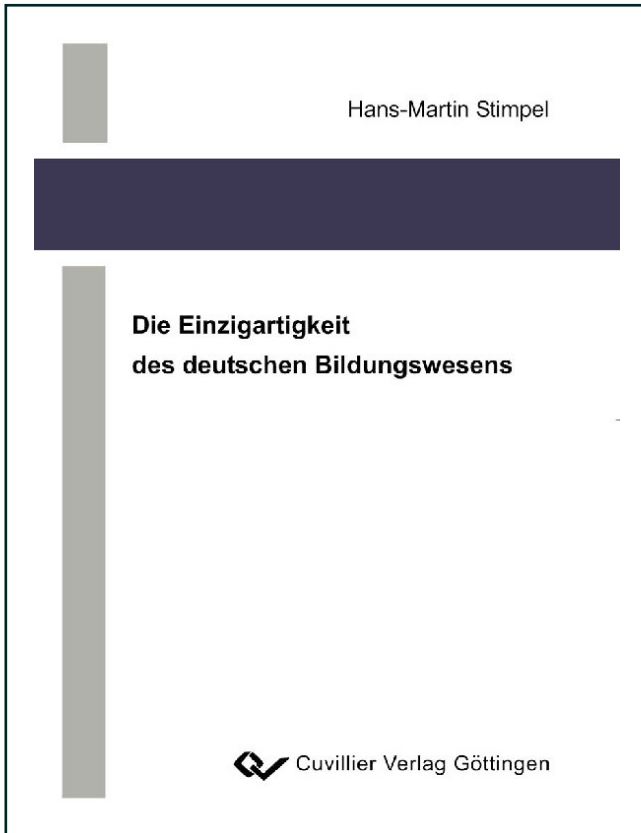 Hans-Martin Stimpel
Die Einzigartigkeit
des deutschen Bildungswesens
Cuvillier Verlag Göttingen